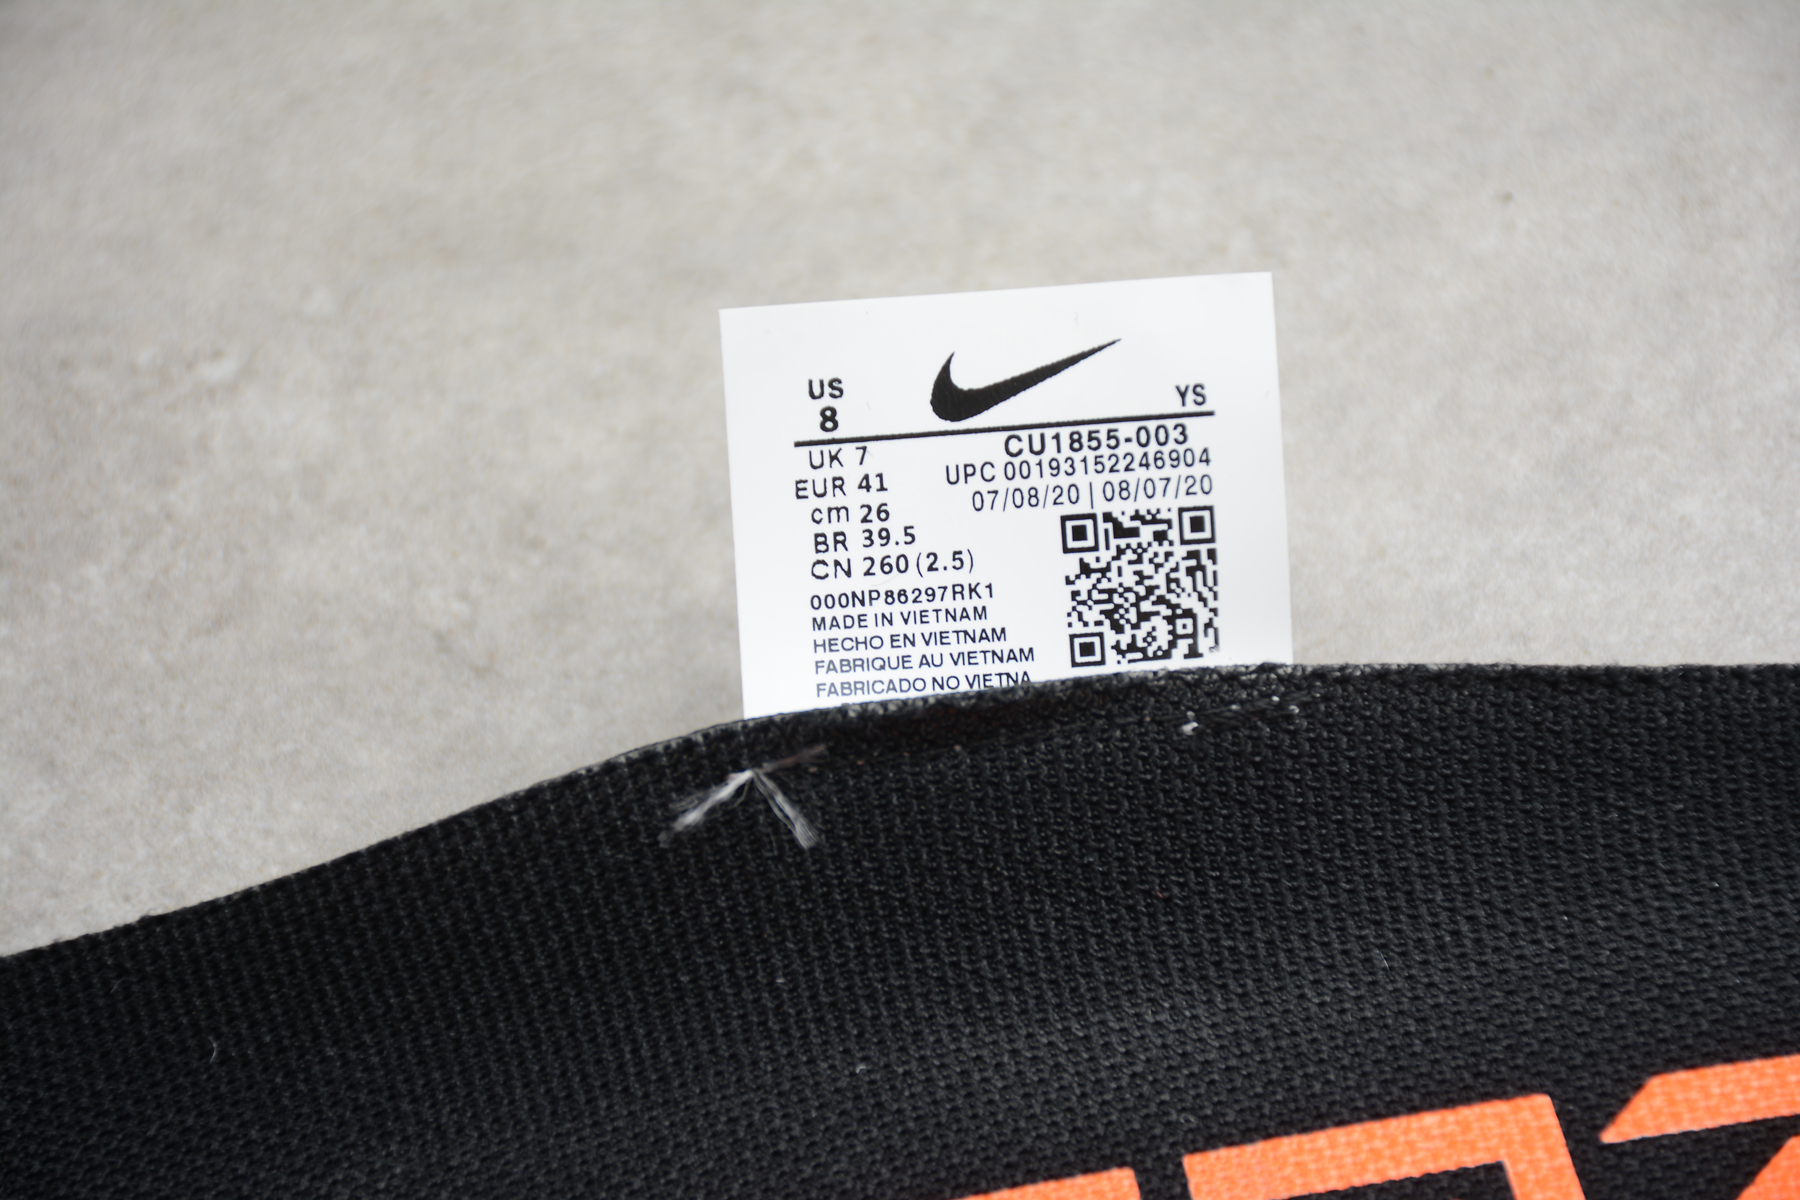 US
8
YS
UK 7
CU1855-003
EUR 41
UPC 00193152246904
cm 26
07/08/20 | 08/07/20
BR 39.5
CN 260 (2.5)
000NP86297RK1
MADE IN VIETNAM
HECHO EN VIETNAM
FABRIQUE AU VIETNAM
FABRICADO NO VIETNA